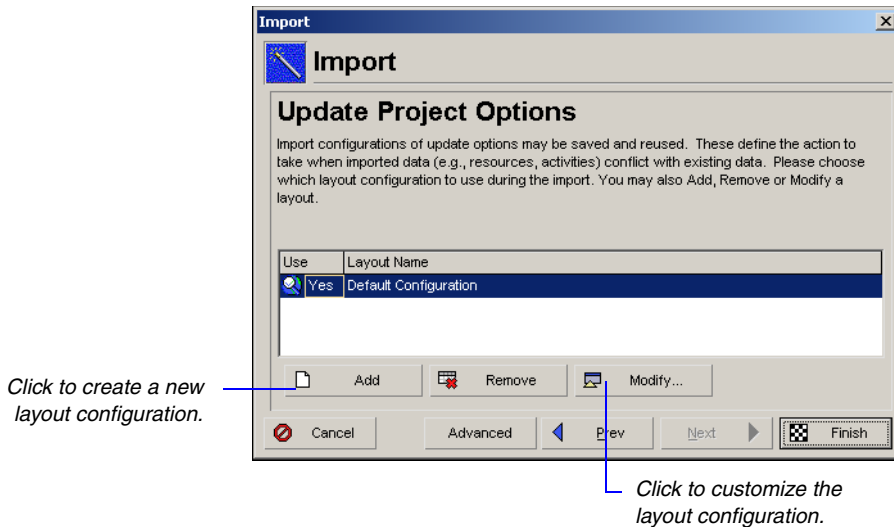 Import
Import
Update Project Options
Import configurations of update options may be saved and reused. These define the action to
take when imported data (e.g., resources, activities) conflict with existing data. Please choose
which layout configuration to use during the import. You may also Add, Remove or Modify a
layout.
Use Layout Name
Yes Default Configuration
Add Remove Modify...
Click to create a new
layout configuration.
Cancel Advanced Prev Next Finish
Click to customize the
layout configuration.